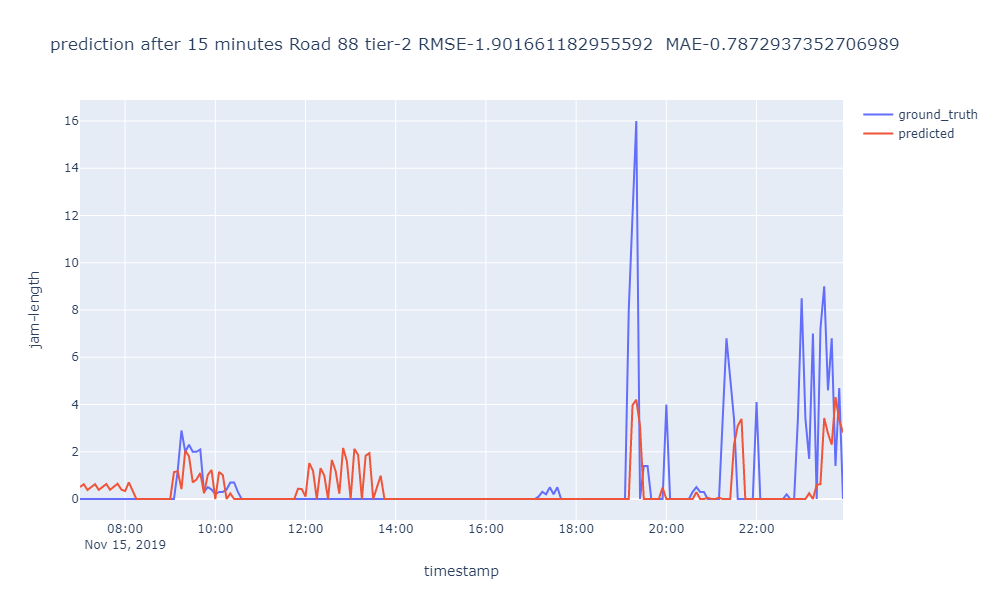 prediction after 15 minutes Road 88 tier-2 RMSE-1.901661182955592  MAE-0.7872937352706989
ground_truth
predicted
16
14
12
10
8
6
4
2
0
jam-length
08:00 10:00 12:00 14:00 16:00 18:00 20:00 22:00
Nov 15, 2019
timestamp